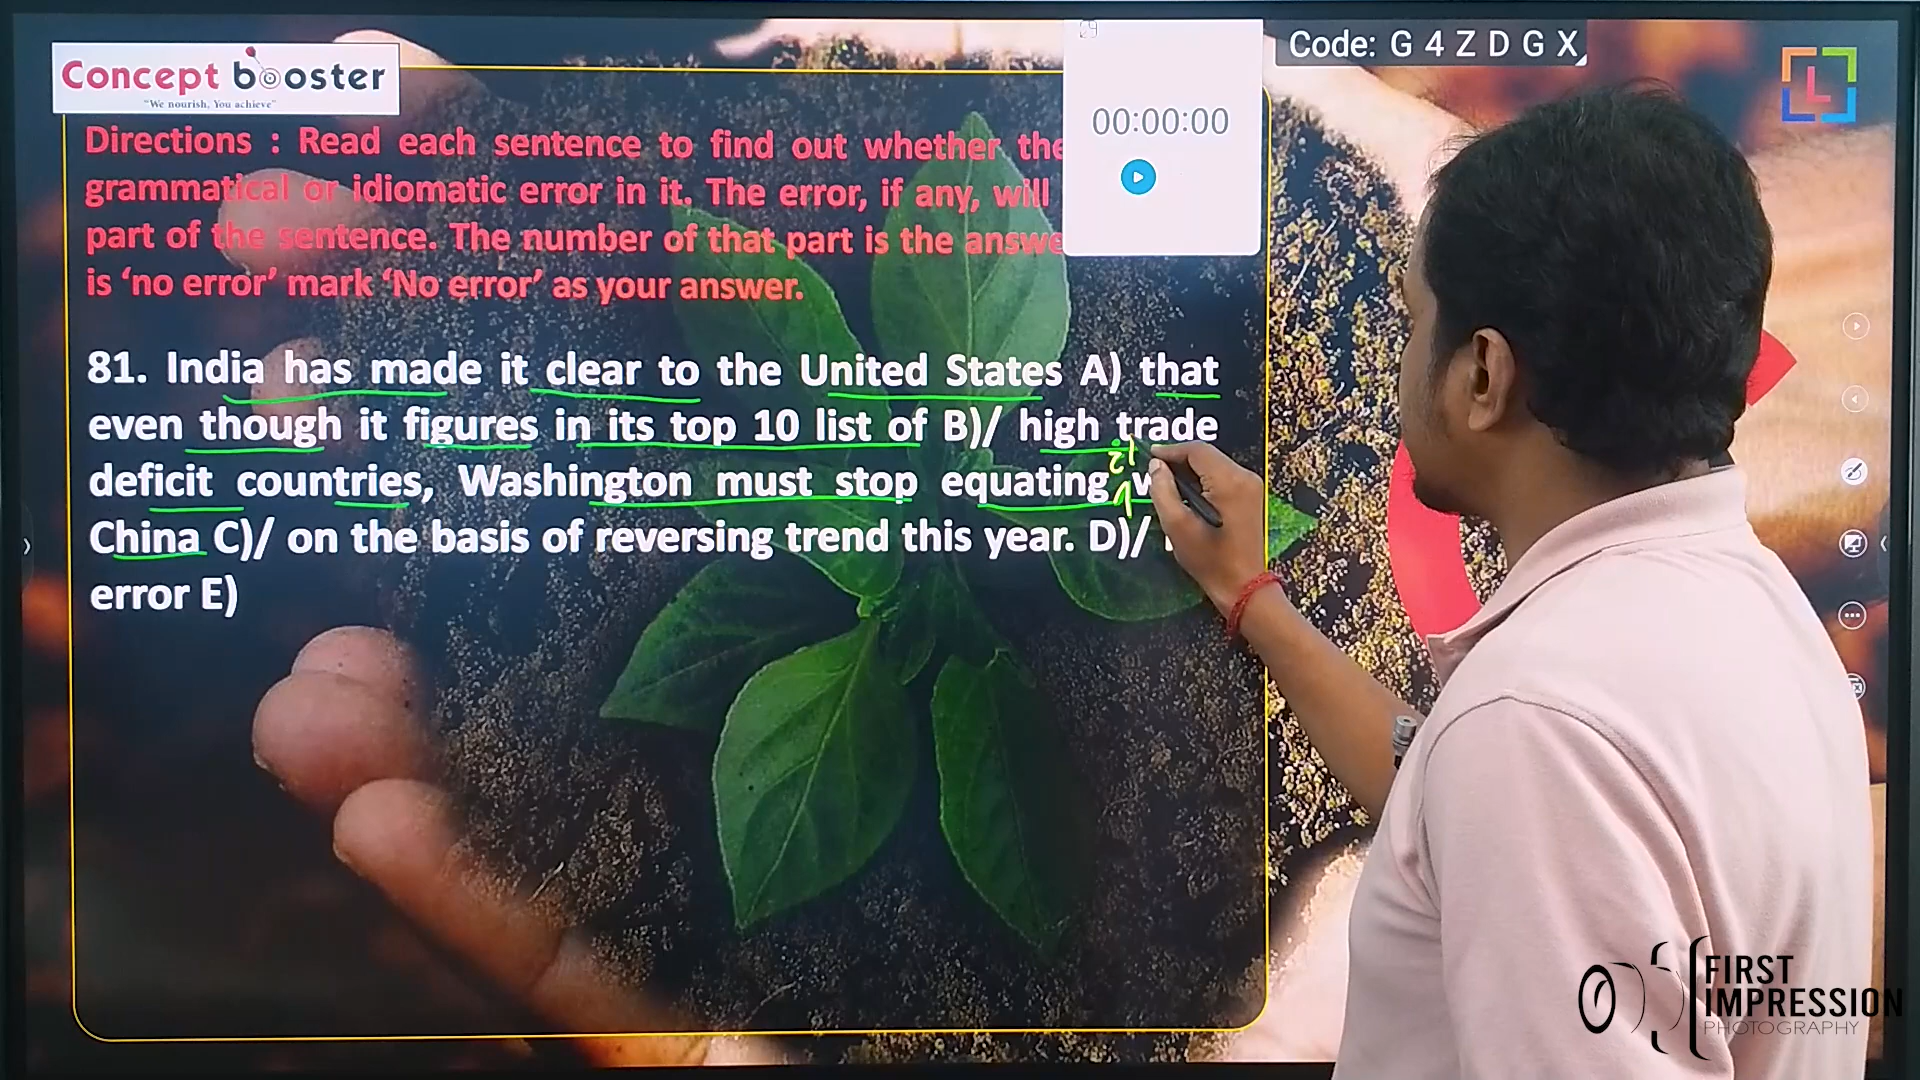 Concept booster
"We nourish, You achieve"
Code: G 4 Z D G X
L
00:00:00
Directions : Read each sentence to find out whether the
grammatical or idiomatic error in it. The error, if any, will
part of the sentence. The number of that part is the answe
is ‘no error’ mark ‘No error’ as your answer.
81. India has made it clear to the United States A) that
even though it figures in its top 10 list of B)/ high trade
deficit countries, Washington must stop equating
it
China C)/ on the basis of reversing trend this year. D)/
error E)
FIRST
IMPRESSION
PHOTOGRAPHY